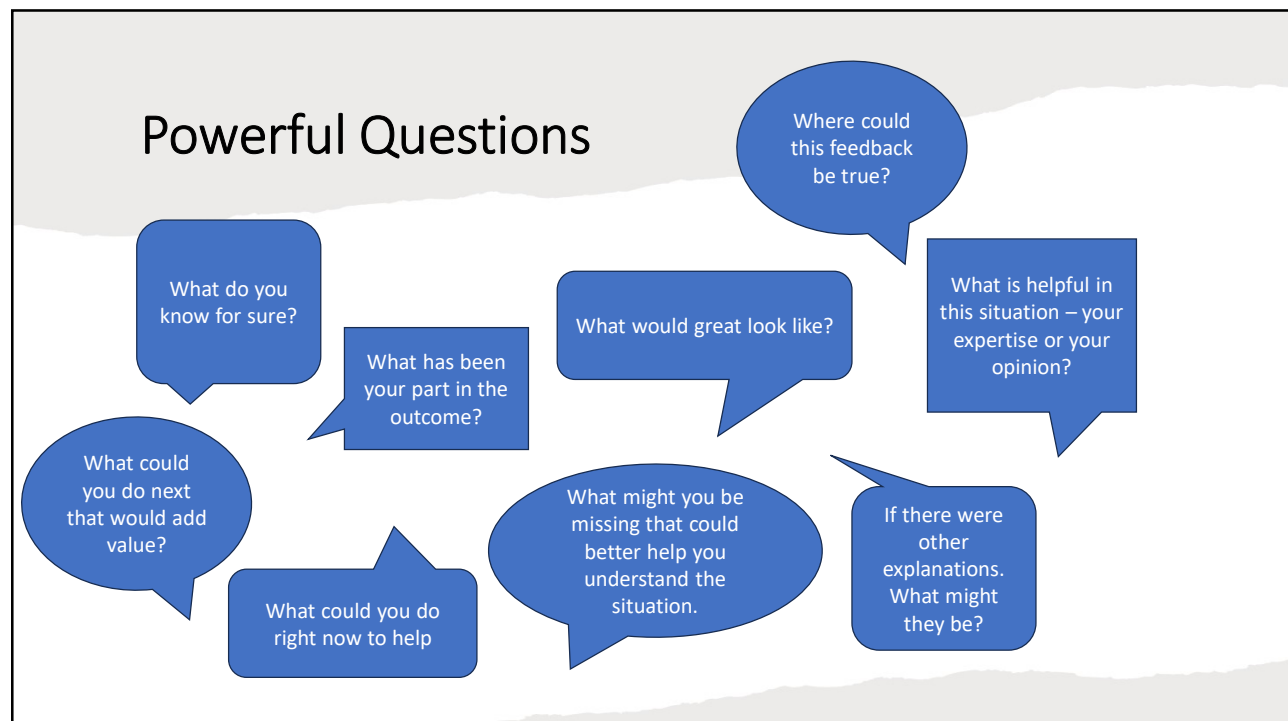 Powerful Questions
Where could
this feedback
be true?
What do you
know for sure?
What has been
your part in the
outcome?
What would great look like?
What is helpful in
this situation – your
expertise or your
opinion?
What could
you do next
that would add
value?
What could you do
right now to help
What might you be
missing that could
better help you
understand the
situation.
If there were
other
explanations.
What might
they be?